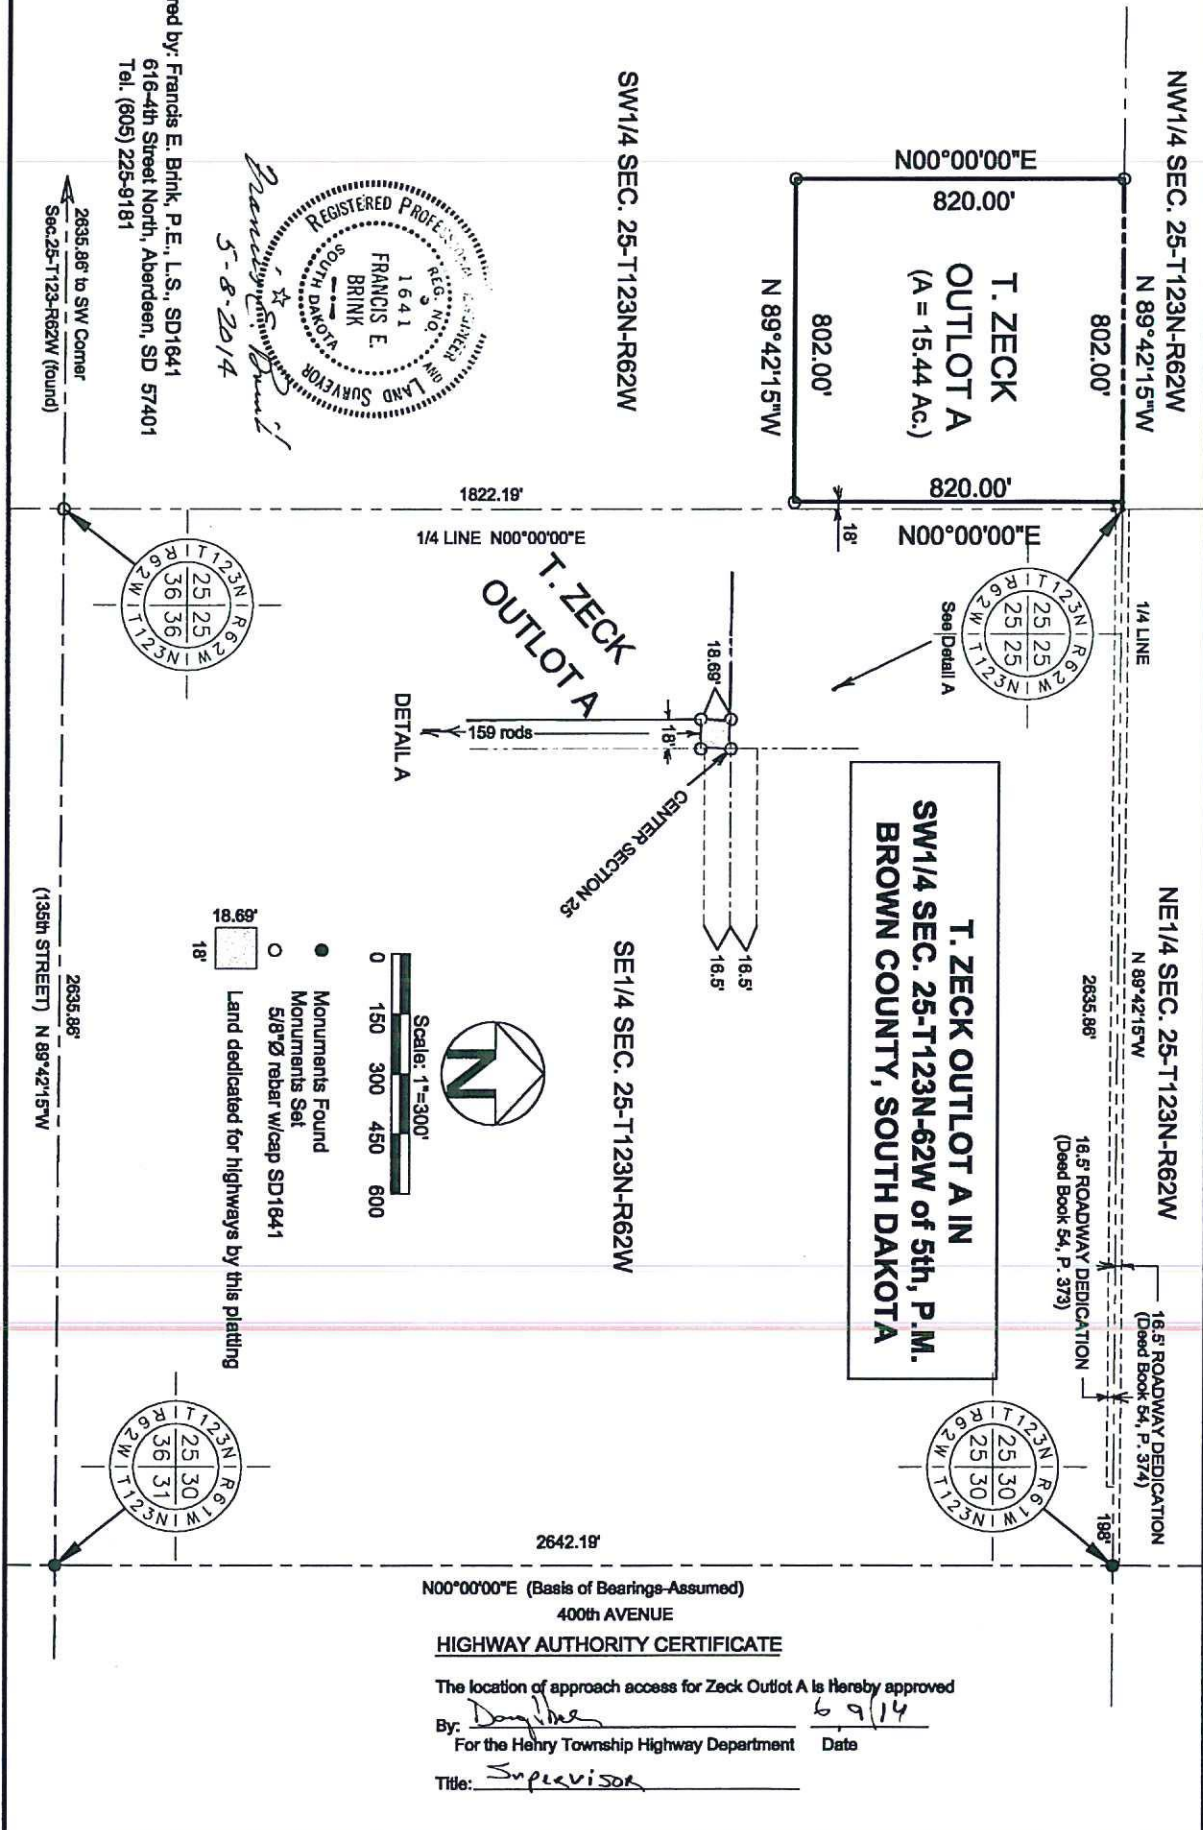 NW1/4 SEC. 25-T123N-R62W
N 89°42'15"W
802.00'
N00°00'00"E
820.00'
T. ZECK
OUTLOT A
(A = 15.44 Ac.)
802.00'
N 89°42'15"W
820.00'
N00°00'00"E
18'
SW1/4 SEC. 25-T123N-R62W
NE1/4 SEC. 25-T123N-R62W
N 89°42'15"W
1/4 LINE
2635.86'
16.5' ROADWAY DEDICATION
(Deed Book 54, P. 374)
16.5' ROADWAY DEDICATION
(Deed Book 54, P. 373)
198'
T123N R62W
25 25
25 25
R62W T123N
See Detail A
T123N R61W
25 30
25 30
R62W T123N
T. ZECK OUTLOT A IN
SW1/4 SEC. 25-T123N-62W of 5th, P.M.
BROWN COUNTY, SOUTH DAKOTA
18.69'
18'
159 rods
16.5'
16.5'
CENTER SECTION 25
T. ZECK
OUTLOT A
DETAIL A
1822.19'
1/4 LINE N00°00'00"E
SE1/4 SEC. 25-T123N-R62W
N
Scale: 1"=300'
0 150 300 450 600
Monuments Found
Monuments Set
5/8"Ø rebar w/cap SD1641
18.69'
18'
Land dedicated for highways by this platting
REGISTERED PROFESSIONAL ENGINEER AND LAND SURVEYOR
REG. NO.
1641
FRANCIS E.
BRINK
SOUTH DAKOTA
Francis E. Brink
5-8-2014
red by: Francis E. Brink, P.E., L.S., SD1641
616-4th Street North, Aberdeen, SD 57401
Tel. (605) 225-9181
T123N R62W
25 25
36 36
R62W T123N
T123N R61W
25 30
36 31
R62W T123N
2635.86' to SW Corner
Sec.25-T123-R62W (found)
2635.86'
(135th STREET) N 89°42'15"W
2642.19'
N00°00'00"E (Basis of Bearings-Assumed)
400th AVENUE
HIGHWAY AUTHORITY CERTIFICATE
The location of approach access for Zeck Outlot A is Hereby approved
By: 6 9/14
For the Henry Township Highway Department Date
Title: Supervisor